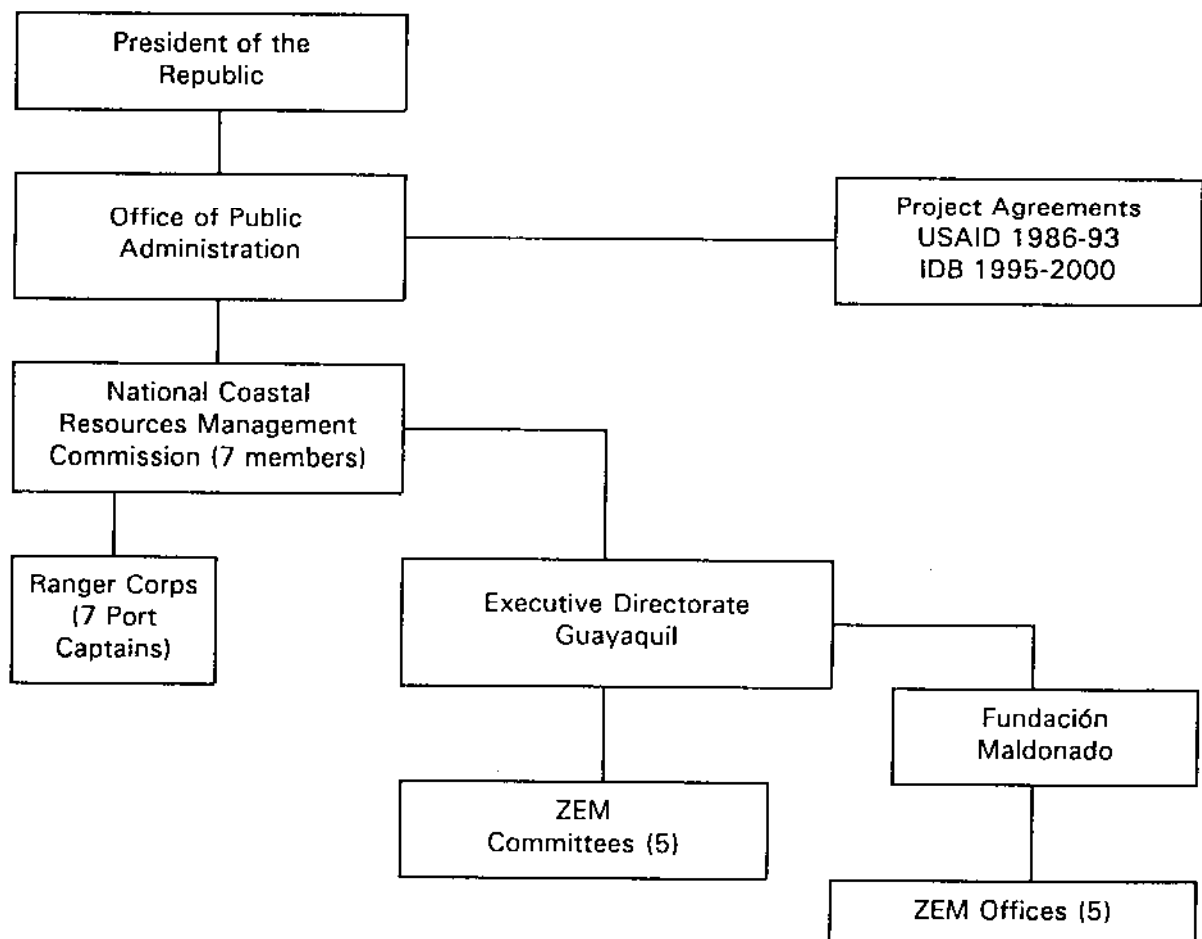 President of the
Republic
Office of Public
Administration
Project Agreements
USAID 1986-93
IDB 1995-2000
National Coastal
Resources Management
Commission (7 members)
Ranger Corps
(7 Port
Captains)
Executive Directorate
Guayaquil
Fundación
Maldonado
ZEM
Committees (5)
ZEM Offices (5)